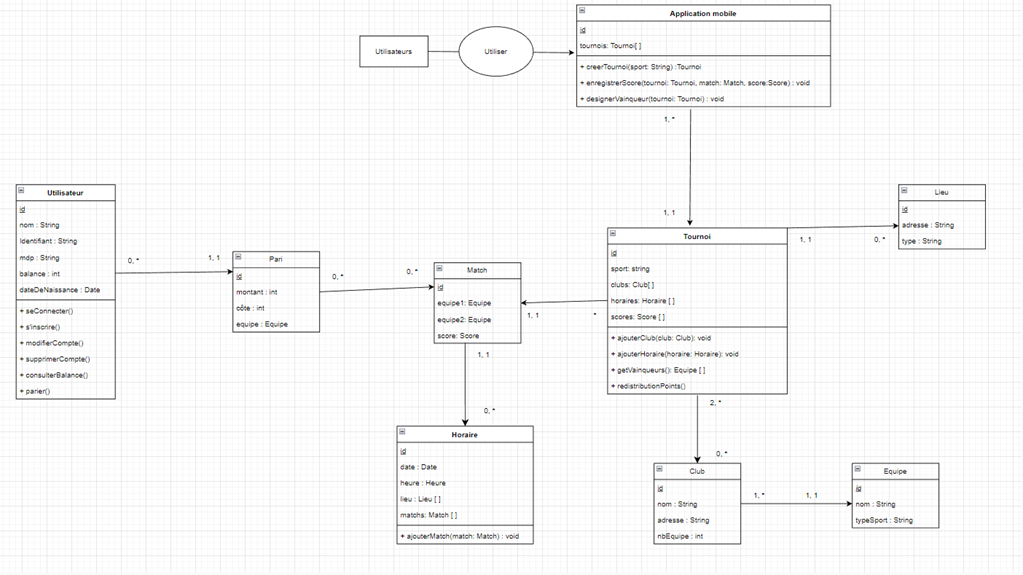 Application mobile
id
tournois: Tournoi[ ]
+ creerTournoi(sport: String) :Tournoi
+ enregistrerScore(tournoi: Tournoi, match: Match, score:Score) : void
+ designerVainqueur(tournoi: Tournoi) : void
Utilisateurs
Utiliser
1, *
1, 1
Utilisateur
id
nom : String
identifiant : String
mdp : String
balance : int
dateDeNaissance : Date
+ seConnecter()
+ s'inscrire()
+ modifierCompte()
+ supprimerCompte()
+ consulterBalance()
+ parier()
0, *
1, 1
Pari
id
montant : int
côte : int
equipe : Equipe
0, *
0, *
Match
id
equipe1: Equipe
equipe2: Equipe
score: Score
1, 1
*
Tournoi
id
sport: string
clubs: Club[ ]
horaires: Horaire [ ]
scores: Score [ ]
+ ajouterClub(club: Club): void
+ ajouterHoraire(horaire: Horaire): void
+ getVainqueurs(): Equipe [ ]
+ redistributionPoints()
1, 1
0, *
Lieu
id
adresse : String
type : String
1, 1
0, *
Horaire
id
date : Date
heure : Heure
lieu : Lieu [ ]
matchs: Match [ ]
+ ajouterMatch(match: Match) : void
2, *
0, *
Club
id
nom : String
adresse : String
nbEquipe : int
1, *
1, 1
Equipe
id
nom : String
typeSport : String